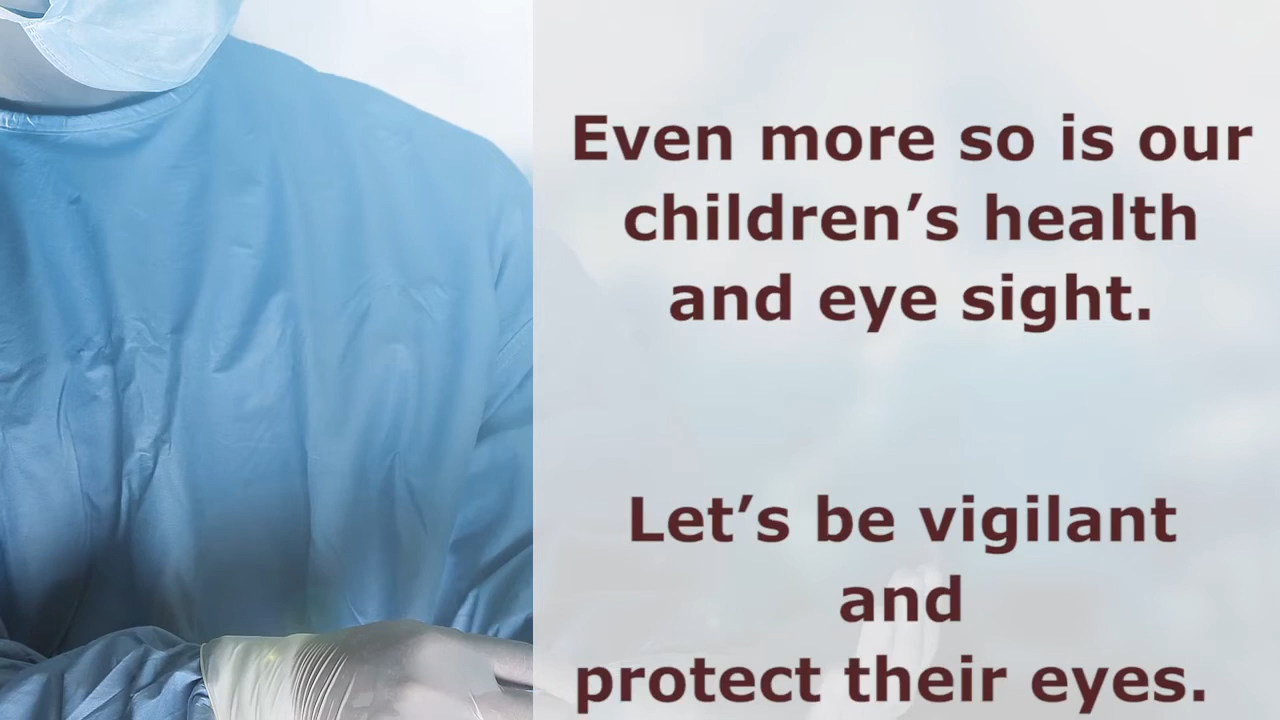 Even more so is our
children’s health
and eye sight.
Let’s be vigilant
and
protect their eyes.